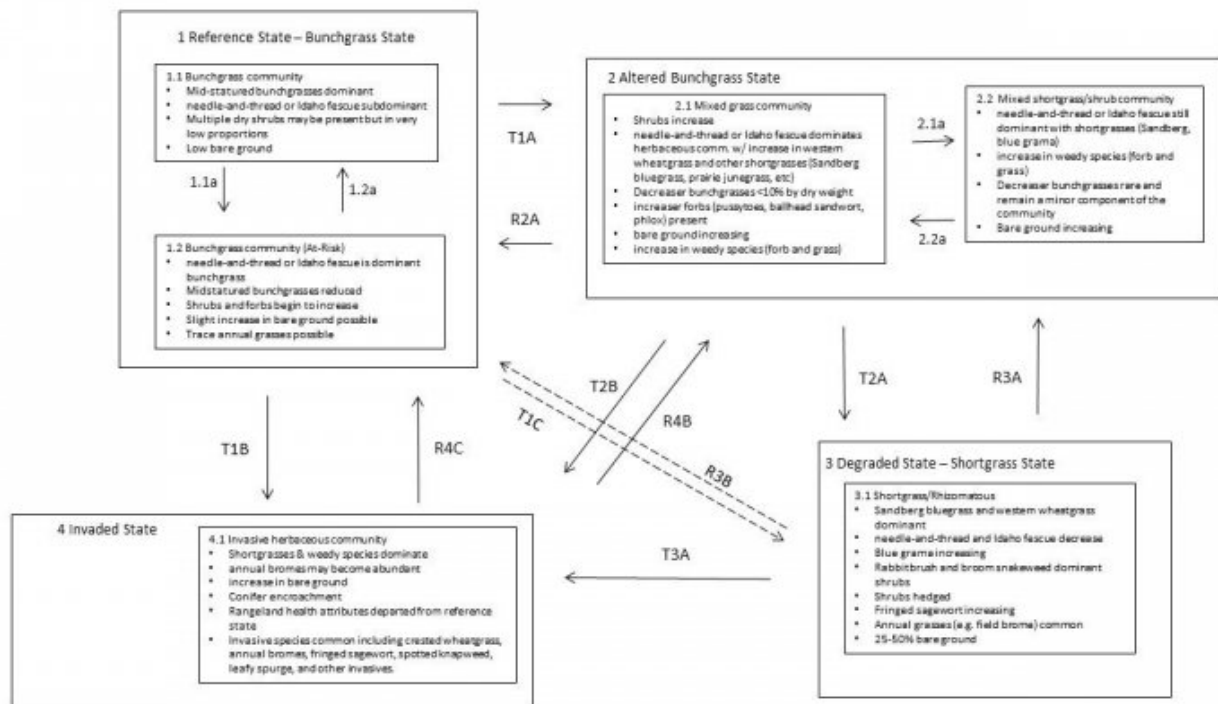 1 Reference State – Bunchgrass State
1.1 Bunchgrass community
• Mid-statured bunchgrasses dominant
• needle-and-thread or Idaho fescue subdominant
• Multiple dry shrubs may be present but in very
low proportions
• Low bare ground
1.1a
1.2a
1.2 Bunchgrass community (At-Risk)
• needle-and-thread or Idaho fescue is dominant
bunchgrass
• Midstatured bunchgrasses reduced
• Shrubs and forbs begin to increase
• Slight increase in bare ground possible
• Trace annual grasses possible
T1A
R2A
2 Altered Bunchgrass State
2.1 Mixed grass community
• Shrubs increase
• needle-and-thread or Idaho fescue dominates
herbaceous comm. w/ increase in western
wheatgrass and other shortgrasses (Sandberg
bluegrass, prairie junegrass, etc)
• Decreaser bunchgrasses <10% by dry weight
• increaser forbs (pussytoes, ballhead sandwort,
phlox) present
• bare ground increasing
• increase in weedy species (forb and grass)
2.1a
2.2a
2.2 Mixed shortgrass/shrub community
• needle-and-thread or Idaho fescue still
dominant with shortgrasses (Sandberg,
blue grama)
• increase in weedy species (forb and
grass)
• Decreaser bunchgrasses rare and
remain a minor component of the
community
• Bare ground increasing
T1B
R4C
T1C
T2B
R4B
R3B
T2A
R3A
T3A
3 Degraded State – Shortgrass State
3.1 Shortgrass/Rhizomatous
• Sandberg bluegrass and western wheatgrass
dominant
• needle-and-thread and Idaho fescue decrease
• Blue grama increasing
• Rabbitbrush and broom snakeweed dominant
shrubs
• Shrubs hedged
• Fringed sagewort increasing
• Annual grasses (e.g. field brome) common
• 25-50% bare ground
4 Invaded State
4.1 Invasive herbaceous community
• Shortgrasses & weedy species dominate
• annual bromes may become abundant
• increase in bare ground
• Conifer encroachment
• Rangeland health attributes departed from reference
state
• Invasive species common including crested wheatgrass,
annual bromes, fringed sagewort, spotted knapweed,
leafy spurge, and other invasives.